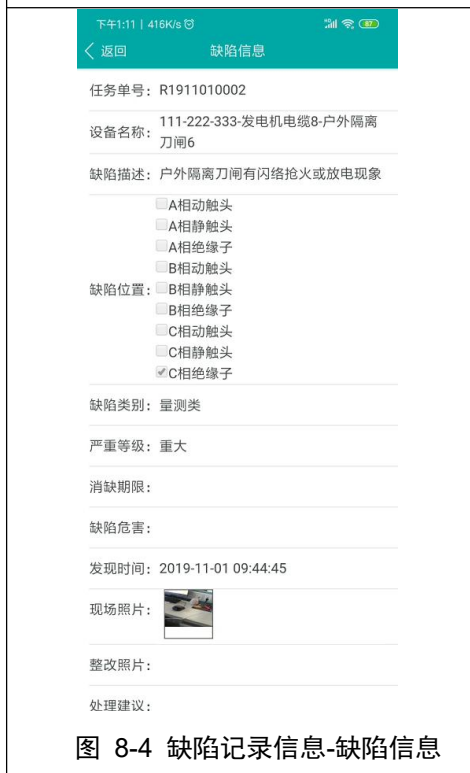 下午1:11 | 416K/s
87
返回 缺陷信息
任务单号: R1911010002
设备名称: 111-222-333-发电机电缆8-户外隔离
刀闸6
缺陷描述: 户外隔离刀闸有闪络抢火或放电现象
A相动触头
A相静触头
A相绝缘子
B相动触头
缺陷位置: B相静触头
B相绝缘子
C相动触头
C相静触头
C相绝缘子
缺陷类别: 量测类
严重等级: 重大
消缺期限:
缺陷危害:
发现时间: 2019-11-01 09:44:45
现场照片:
整改照片:
处理建议:
图 8-4 缺陷记录信息-缺陷信息